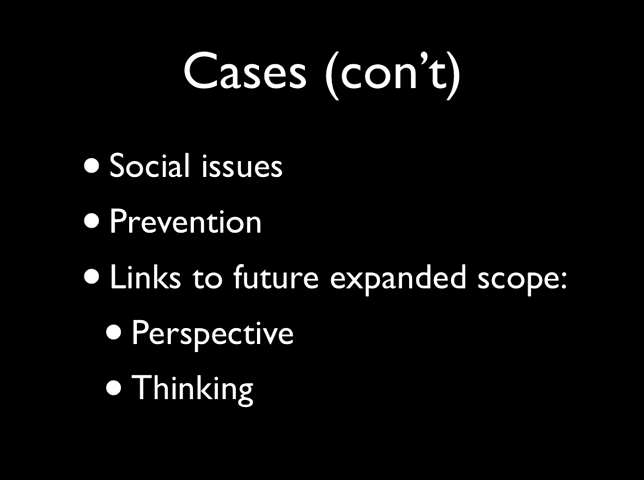 Cases (con’t)
• Social issues
• Prevention
• Links to future expanded scope:
• Perspective
• Thinking